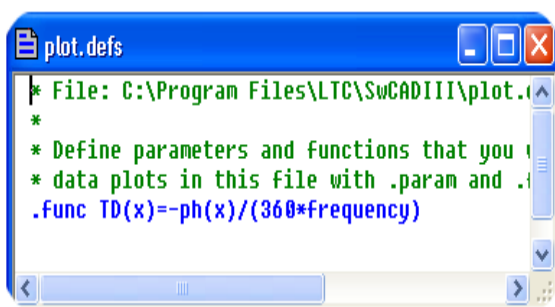 plot.defs
* File: C:\Program Files\LTC\SwCADIII\plot.
*
* Define parameters and functions that you
* data plots in this file with .param and .
.func TD(x)=-ph(x)/(360*frequency)